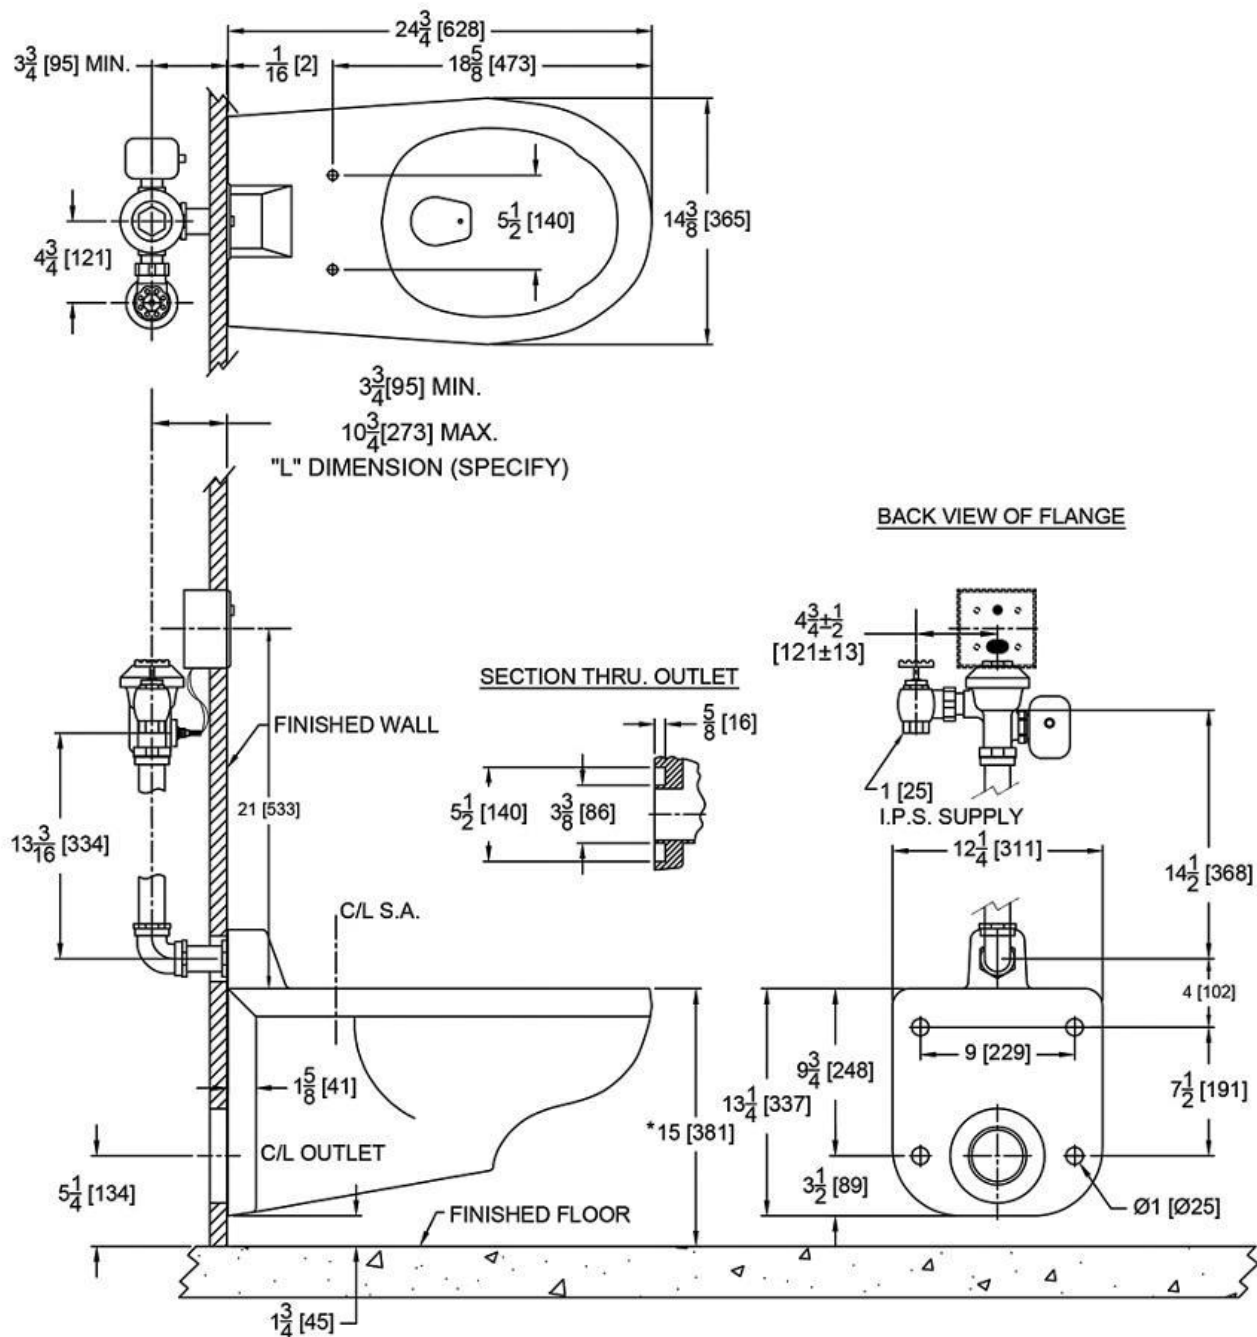 24 3/4 [628]
3 3/4 [95] MIN.
1/16 [2]
18 5/8 [473]
4 3/4 [121]
5 1/2 [140]
14 3/8 [365]
3 3/4 [95] MIN.
10 3/4 [273] MAX.
"L" DIMENSION (SPECIFY)
BACK VIEW OF FLANGE
4 3/4 ± 1/2
[121±13]
SECTION THRU. OUTLET
5/8 [16]
FINISHED WALL
21 [533]
5 1/2 [140]
3 3/8 [86]
1 [25]
I.P.S. SUPPLY
13 3/16 [334]
12 1/4 [311]
14 1/2 [368]
C/L S.A.
4 [102]
9 [229]
9 3/4 [248]
1 5/8 [41]
13 1/4 [337]
7 1/2 [191]
*15 [381]
C/L OUTLET
5 1/4 [134]
3 1/2 [89]
Ø1 [Ø25]
FINISHED FLOOR
1 3/4 [45]